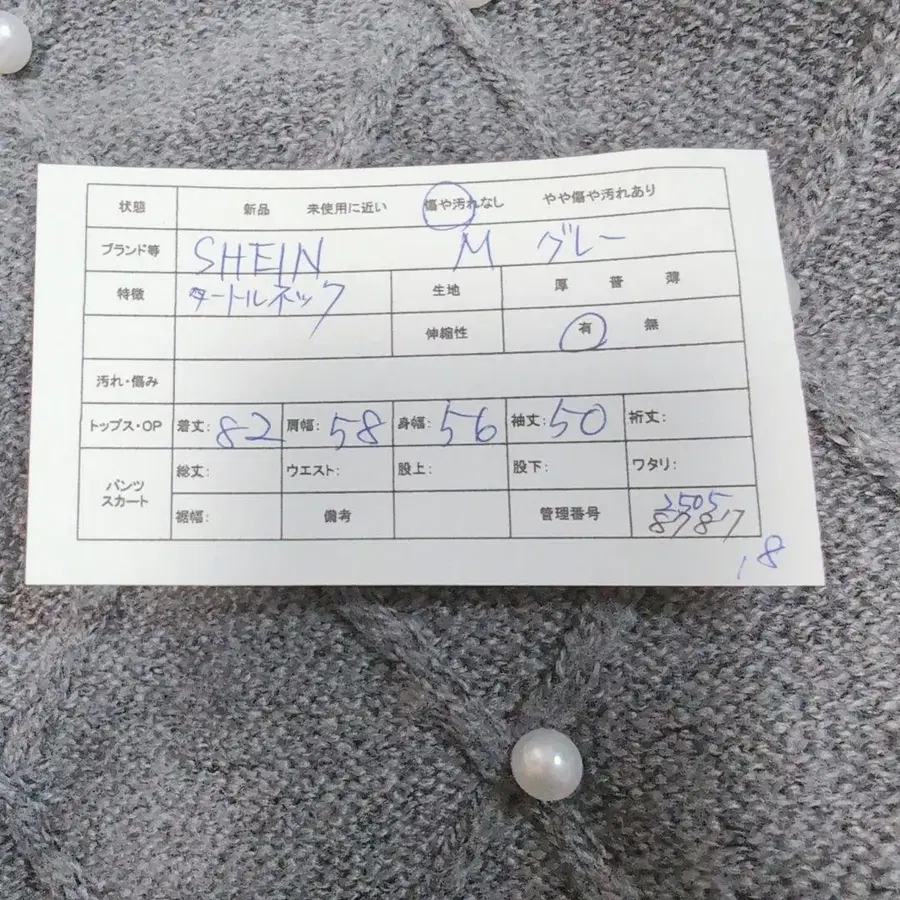 状態 新品 未使用に近い 傷や汚れなし やや傷や汚れあり
ブランド等 SHEIN M グレー
特徴 タートルネック 生地 厚 普 薄
伸縮性 有 無
汚れ・傷み
トップス・OP 着丈: 82 肩幅: 58 身幅: 56 袖丈: 50 裄丈:
パンツ スカート 総丈: ウエスト: 股上: 股下: ワタリ:
裾幅: 備考 管理番号 2505
8787
,8